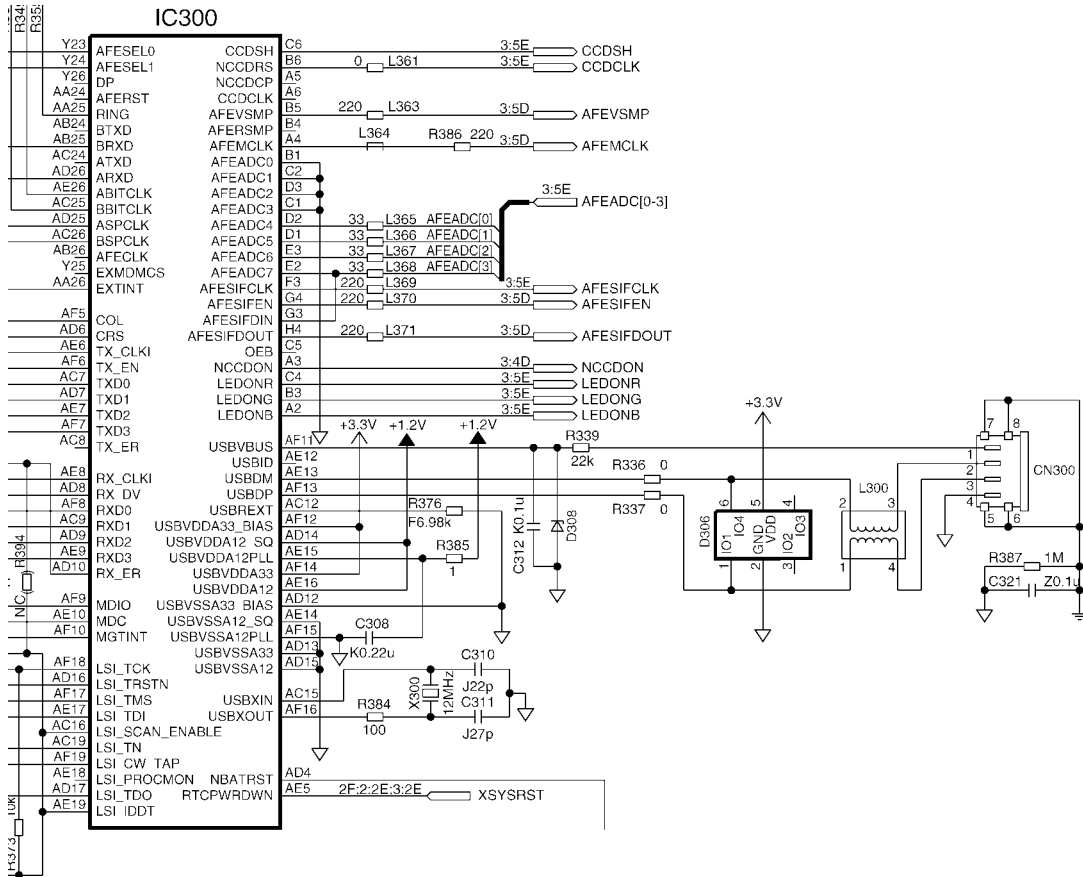 IC300
R34
R35
Y23 AFESEL0 CCDSH C6 3:5E CCDSH
Y24 AFESEL1 NCCDRS B6 0 L361 3:5E CCDCLK
Y26 DP NCCDCP A5
AA24 AFERST CCDCLK A6
AA25 RING AFEVSMP B5 220 L363 3:5D AFEVSMP
AB24 BTXD AFERSMP B4
AB25 BRXD AFEMCLK A4 L364 R386 220 3:5D AFEMCLK
AC24 ATXD AFEADC0 B1
AD26 ARXD AFEADC1 C2
AE26 ABITCLK AFEADC2 D3
AC25 BBITCLK AFEADC3 C1 3:5E AFEADC[0-3]
AD25 ASPCLK AFEADC4 D2 33 L365 AFEADC[0]
AC26 BSPCLK AFEADC5 D1 33 L366 AFEADC[1]
AB26 AFECLK AFEADC6 E3 33 L367 AFEADC[2]
Y25 EXMDMCS AFEADC7 E2 33 L368 AFEADC[3]
AA26 EXTINT AFESIFCLK F3 220 L369 3:5E AFESIFCLK
AFESIFEN G4 220 L370 3:5D AFESIFEN
AF5 COL AFESIFDIN G3
AD6 CRS AFESIFDOUT H4 220 L371 3:5D AFESIFDOUT
AE6 TX_CLKI OEB C5
AF6 TX_EN NCCDON A3 3:4D NCCDON
AC7 TXD0 LEDONR C4 3:5E LEDONR
AD7 TXD1 LEDONG B3 3:5E LEDONG
AE7 TXD2 LEDONB A2 3:5E LEDONB
AF7 TXD3
+3.3V +1.2V +1.2V
AC8 TX_ER USBVBUS AF11 R339 22k
USBID AE12
AE8 RX_CLKI USBDM AE13 R336 0
AD8 RX_DV USBDP AF13 R337 0
AF8 RXD0 USBREXT AC12 R376 F6.98k
AC9 RXD1 USBVDDA33_BIAS AF12
AD9 RXD2 USBVDDA12_SQ AD14
AE9 RXD3 USBVDDA12PLL AE15 R385 1
AD10 RX_ER USBVDDA33 AF14
USBVDDA12 AE16
AF9 MDIO USBVSSA33_BIAS AD12
AE10 MDC USBVSSA12_SQ AE14
AF10 MGTINT USBVSSA12PLL AF15 C308 K0.22u
USBVSSA33 AD13
AF18 LSI_TCK USBVSSA12 AD15
AD16 LSI_TRSTN
AF17 LSI_TMS USBXIN AC15
AE17 LSI_TDI USBXOUT AF16 R384 100
AC16 LSI_SCAN_ENABLE
AC19 LSI_TN
AF19 LSI_CW_TAP
AE18 LSI_PROCMON NBATRST AD4
AD17 LSI_TDO RTCPWRDWN AE5 2F:2:2E:3:2E XSYSRST
AE19 LSI_IDDT
R394
NC
10k
R373
X300
12MHz
C310
J22p
C311
J27p
C312 K0.1u
D308
+3.3V
D306
6 5 4
IO4 VDD IO3
IO1 GND IO2
1 2 3
L300
2 3
1 4
7 8
1
2
3
4
5 6
CN300
R387 1M
C321 Z0.1u